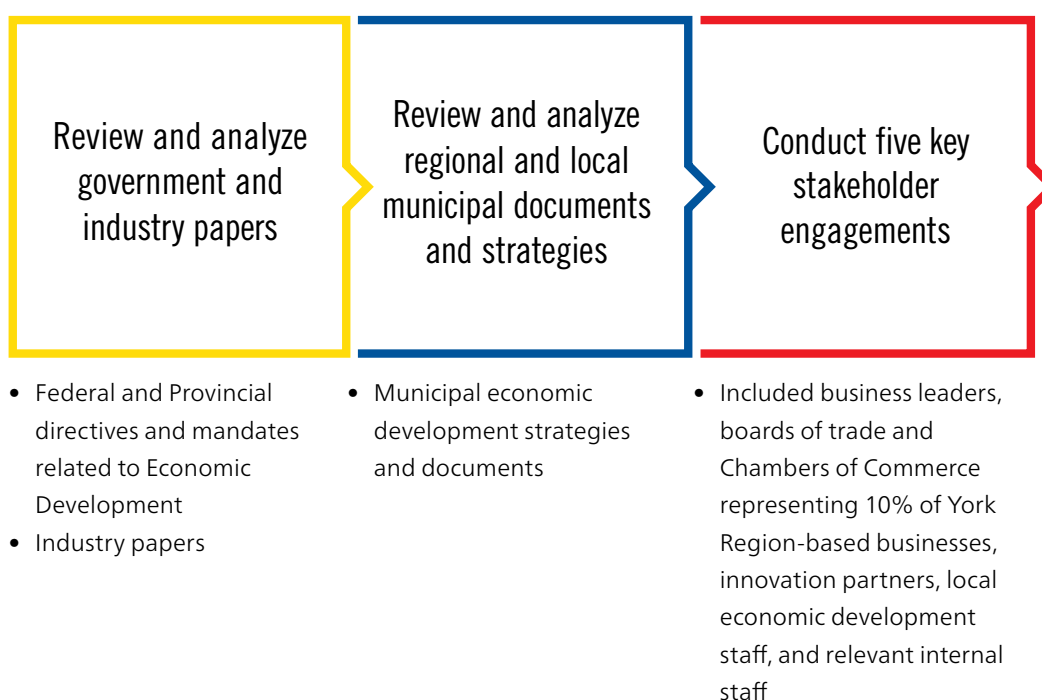 Review and analyze
government and
industry papers
Review and analyze
regional and local
municipal documents
and strategies
Conduct five key
stakeholder
engagements
• Federal and Provincial
directives and mandates
related to Economic
Development
• Industry papers
• Municipal economic
development strategies
and documents
• Included business leaders,
boards of trade and
Chambers of Commerce
representing 10% of York
Region-based businesses,
innovation partners, local
economic development
staff, and relevant internal
staff